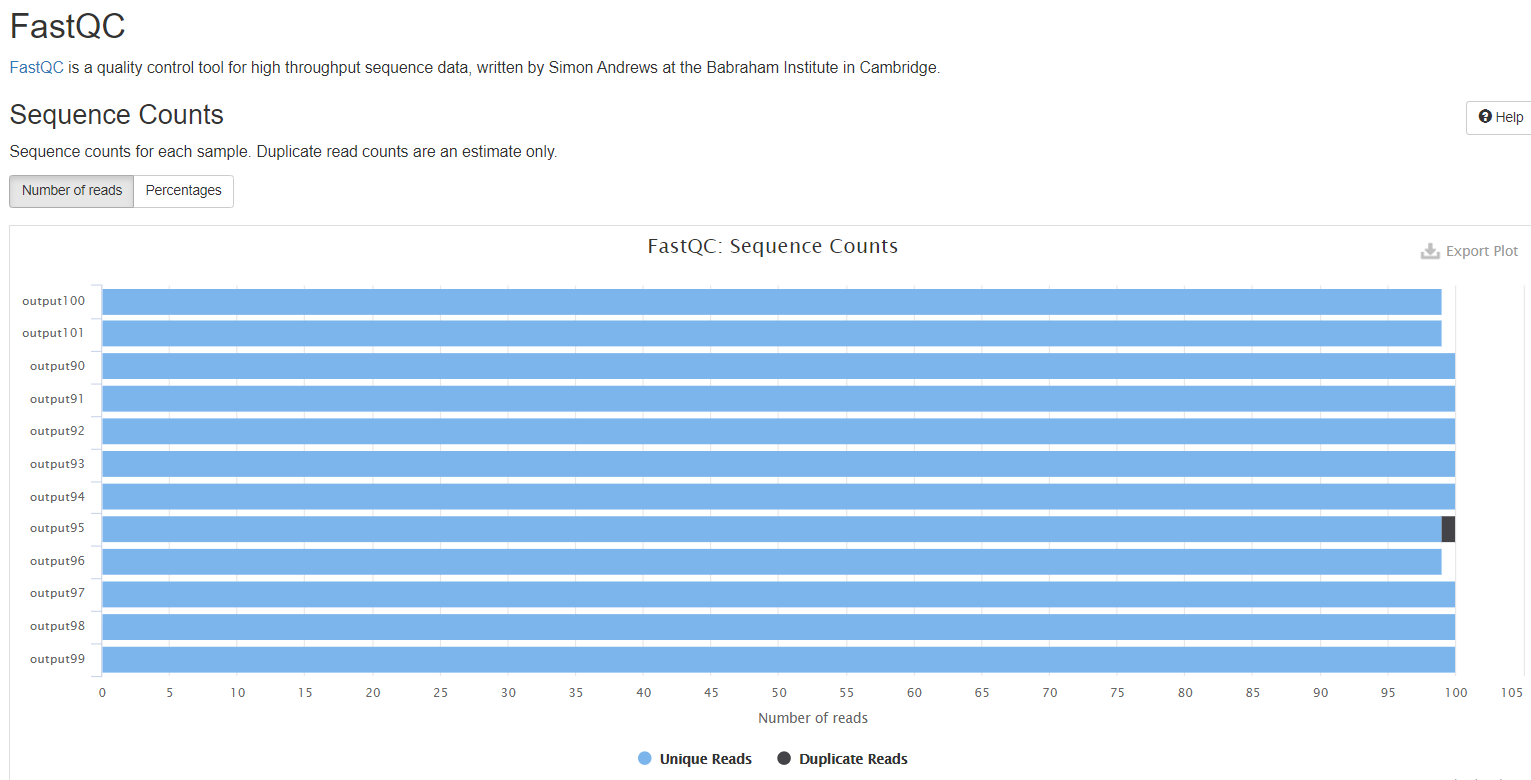 FastQC
FastQC is a quality control tool for high throughput sequence data, written by Simon Andrews at the Babraham Institute in Cambridge.
Sequence Counts
Help
Sequence counts for each sample. Duplicate read counts are an estimate only.
Number of reads Percentages
FastQC: Sequence Counts
Export Plot
output100
output101
output90
output91
output92
output93
output94
output95
output96
output97
output98
output99
0 5 10 15 20 25 30 35 40 45 50 55 60 65 70 75 80 85 90 95 100 105
Number of reads
Unique Reads Duplicate Reads